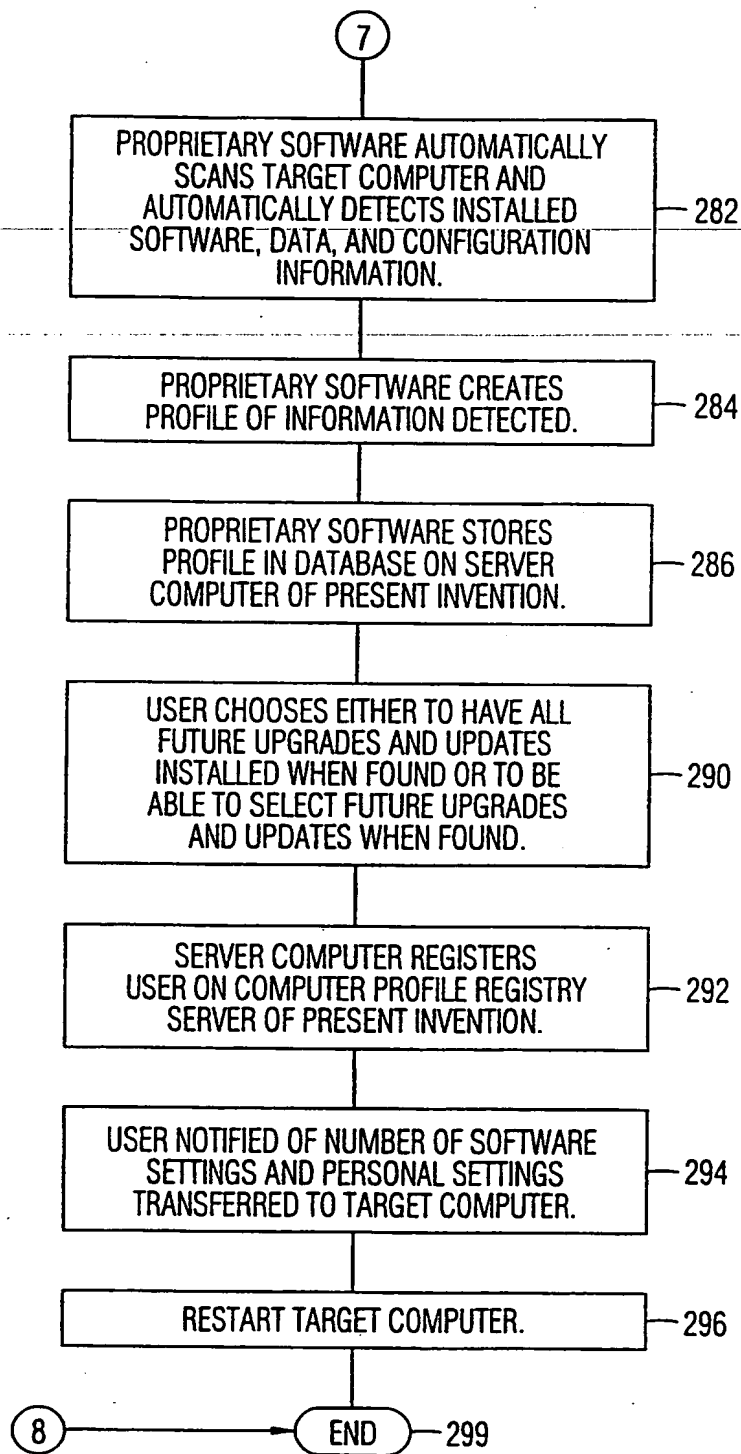 7
PROPRIETARY SOFTWARE AUTOMATICALLY
SCANS TARGET COMPUTER AND
AUTOMATICALLY DETECTS INSTALLED
SOFTWARE, DATA, AND CONFIGURATION
INFORMATION.
282
PROPRIETARY SOFTWARE CREATES
PROFILE OF INFORMATION DETECTED.
284
PROPRIETARY SOFTWARE STORES
PROFILE IN DATABASE ON SERVER
COMPUTER OF PRESENT INVENTION.
286
USER CHOOSES EITHER TO HAVE ALL
FUTURE UPGRADES AND UPDATES
INSTALLED WHEN FOUND OR TO BE
ABLE TO SELECT FUTURE UPGRADES
AND UPDATES WHEN FOUND.
290
SERVER COMPUTER REGISTERS
USER ON COMPUTER PROFILE REGISTRY
SERVER OF PRESENT INVENTION.
292
USER NOTIFIED OF NUMBER OF SOFTWARE
SETTINGS AND PERSONAL SETTINGS
TRANSFERRED TO TARGET COMPUTER.
294
RESTART TARGET COMPUTER.
296
8
END
299